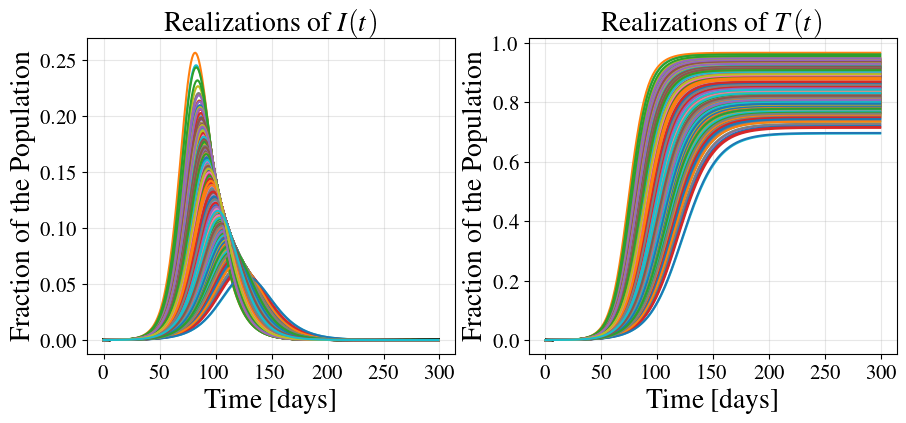 Realizations of I(t)
Fraction of the Population
0.25
0.20
0.15
0.10
0.05
0.00
0 50 100 150 200 250 300
Time [days]
Realizations of T(t)
Fraction of the Population
1.0
0.8
0.6
0.4
0.2
0.0
0 50 100 150 200 250 300
Time [days]